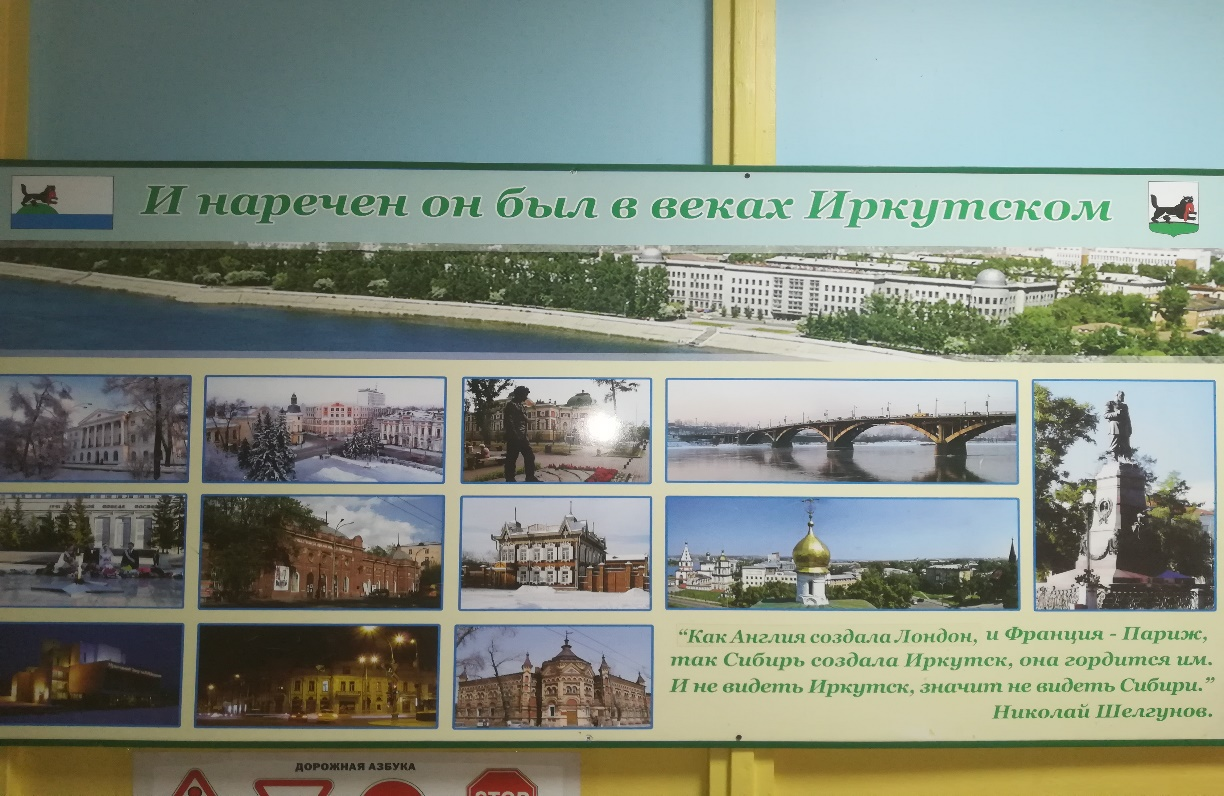 И наречен он был в веках Иркутском
“Как Англия создала Лондон, и Франция - Париж,
так Сибирь создала Иркутск, она гордится им.
И не видеть Иркутск, значит не видеть Сибири.”
Николай Шелгунов.
ДОРОЖНАЯ АЗБУКА
STOP